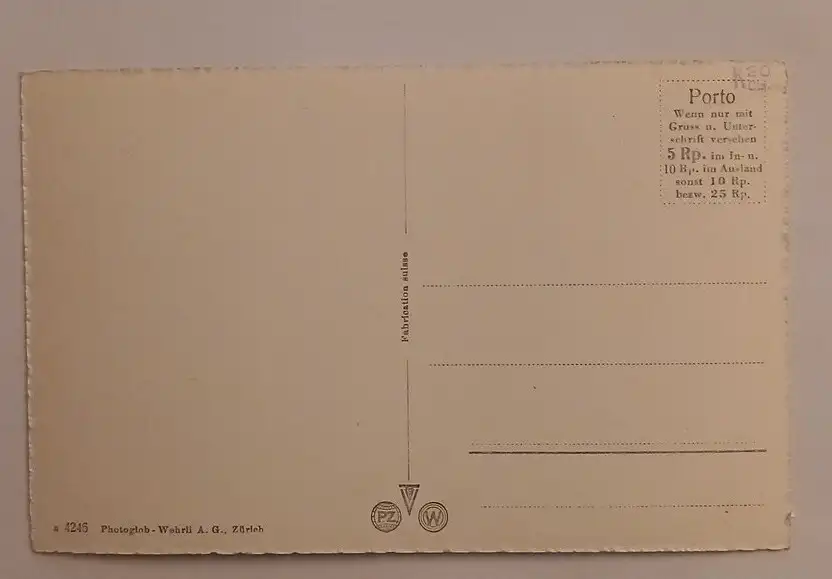 Porto
Wenn nur mit
Gruss u. Unter-
schrift versehen
5 Rp. im In- u.
10 Rp. im Ausland
sonst 10 Rp.
bezw. 25 Rp.
Fabrication suisse
PZ
W
4246 Photoglob-Wehrli A. G., Zürich